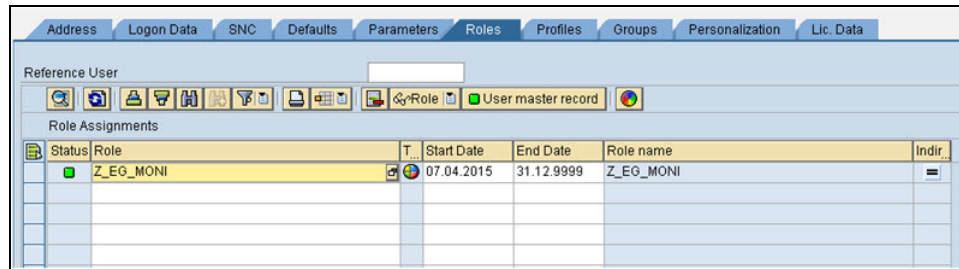 Address Logon Data SNC Defaults Parameters Roles Profiles Groups Personalization Lic. Data
Reference User
Role User master record
Role Assignments
Status Role T... Start Date End Date Role name Indir...
Z_EG_MONI 07.04.2015 31.12.9999 Z_EG_MONI